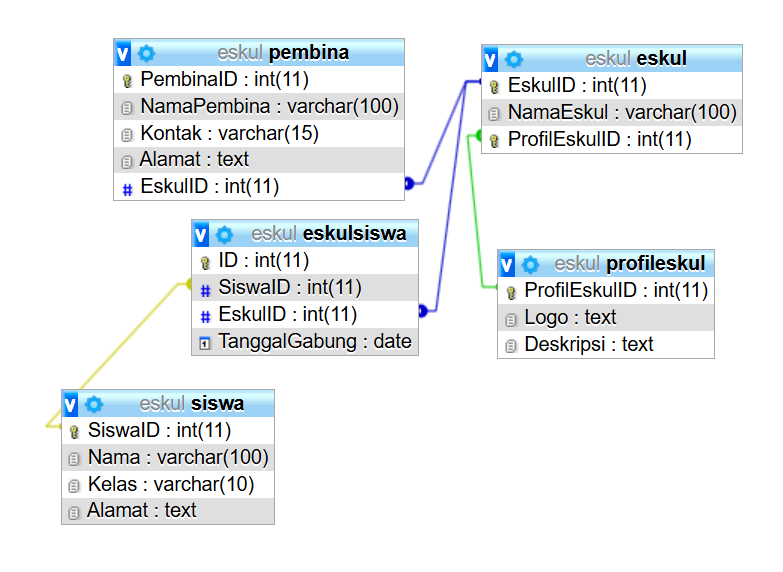 eskul pembina
PembinaID : int(11)
NamaPembina : varchar(100)
Kontak : varchar(15)
Alamat : text
# EskulID : int(11)
eskul eskul
EskulID : int(11)
NamaEskul : varchar(100)
ProfilEskulID : int(11)
eskul eskulsiswa
ID : int(11)
# SiswaID : int(11)
# EskulID : int(11)
TanggalGabung : date
eskul profileskul
ProfilEskulID : int(11)
Logo : text
Deskripsi : text
eskul siswa
SiswaID : int(11)
Nama : varchar(100)
Kelas : varchar(10)
Alamat : text